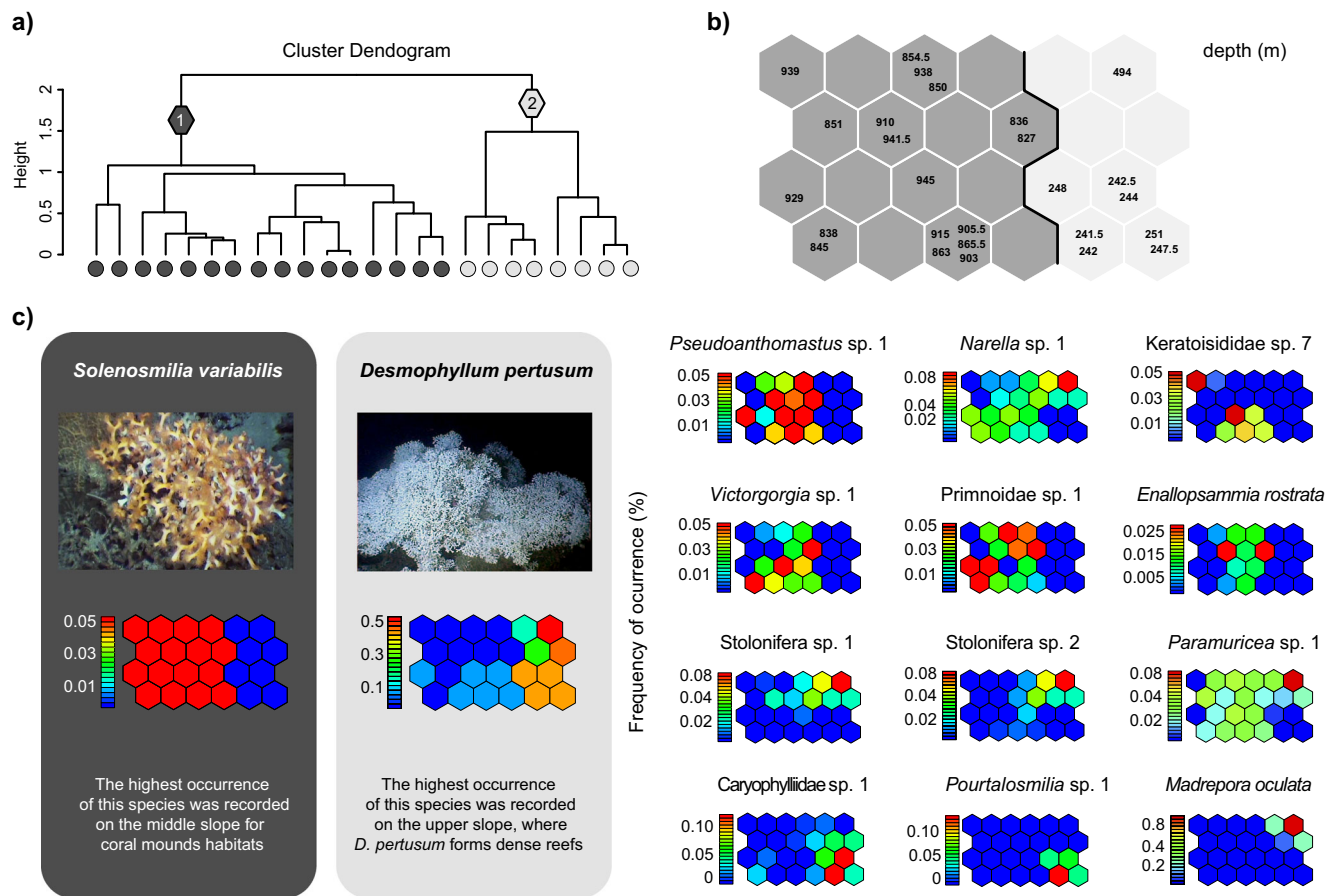 a)
Cluster Dendogram
Height
2
1.5
1
0.5
0
1
2
b)
depth (m)
939
854.5
938
850
494
851
910
941.5
836
827
929
945
248
242.5
244
838
845
915
863
905.5
865.5
903
241.5
242
251
247.5
c)
Solenosmilia variabilis
0.05
0.03
0.01
The highest occurrence
of this species was recorded
on the middle slope for
coral mounds habitats
Desmophyllum pertusum
0.5
0.3
0.1
The highest occurrence
of this species was recorded
on the upper slope, where
D. pertusum forms dense reefs
Frequency of ocurrence (%)
Pseudoanthomastus sp. 1
0.05
0.03
0.01
Narella sp. 1
0.08
0.04
0.02
Keratoisididae sp. 7
0.05
0.03
0.01
Victorgorgia sp. 1
0.05
0.03
0.01
Primnoidae sp. 1
0.05
0.03
0.01
Enallopsammia rostrata
0.025
0.015
0.005
Stolonifera sp. 1
0.08
0.04
0.02
Stolonifera sp. 2
0.08
0.04
0.02
Paramuricea sp. 1
0.08
0.04
0.02
Caryophylliidae sp. 1
0.10
0.05
0
Pourtalosmilia sp. 1
0.10
0.05
0
Madrepora oculata
0.8
0.4
0.2